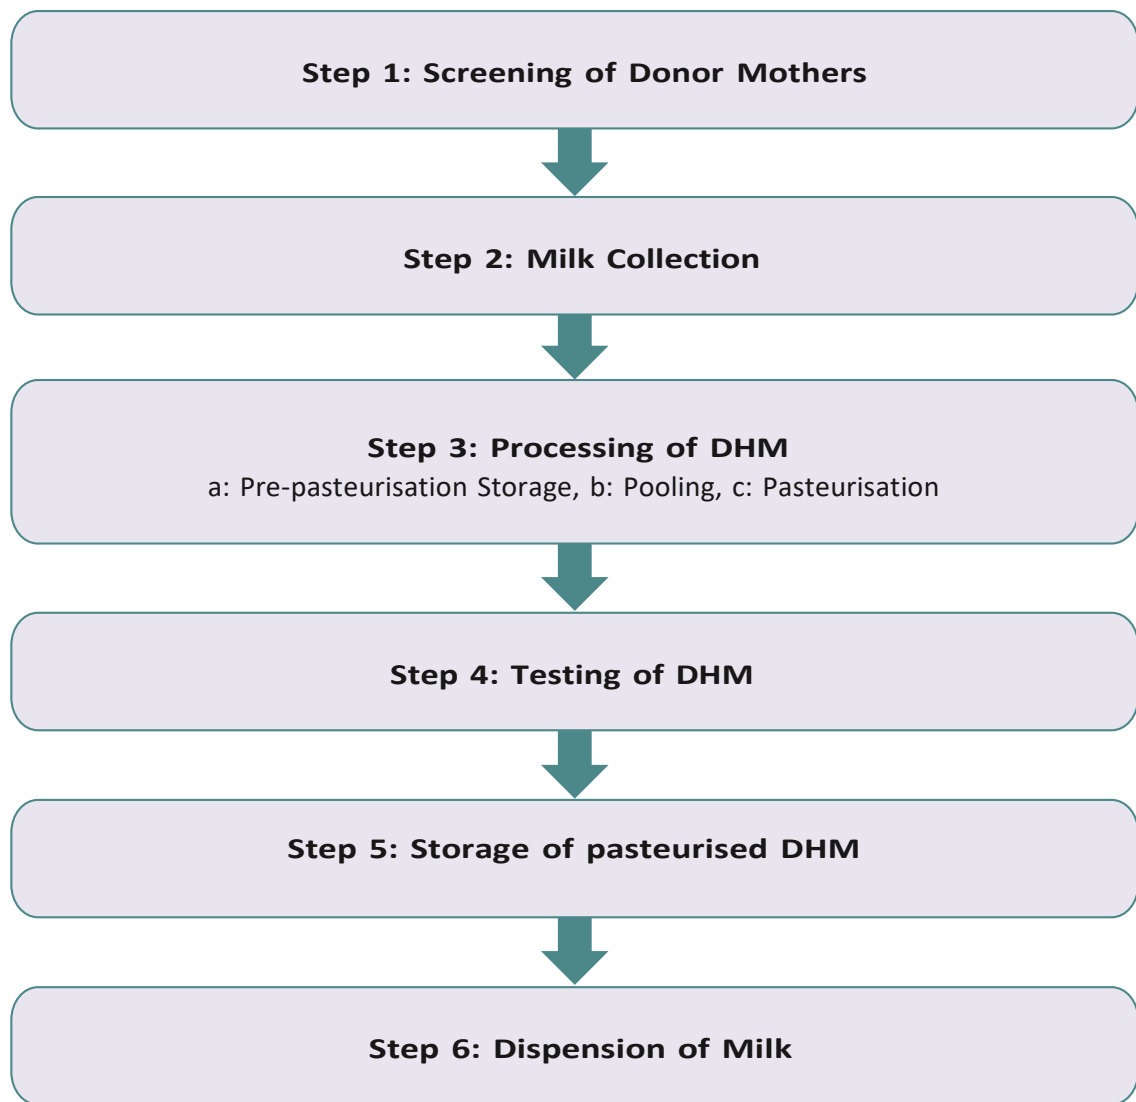 Step 1: Screening of Donor Mothers
Step 2: Milk Collection
Step 3: Processing of DHM
a: Pre-pasteurisation Storage, b: Pooling, c: Pasteurisation
Step 4: Testing of DHM
Step 5: Storage of pasteurised DHM
Step 6: Dispension of Milk